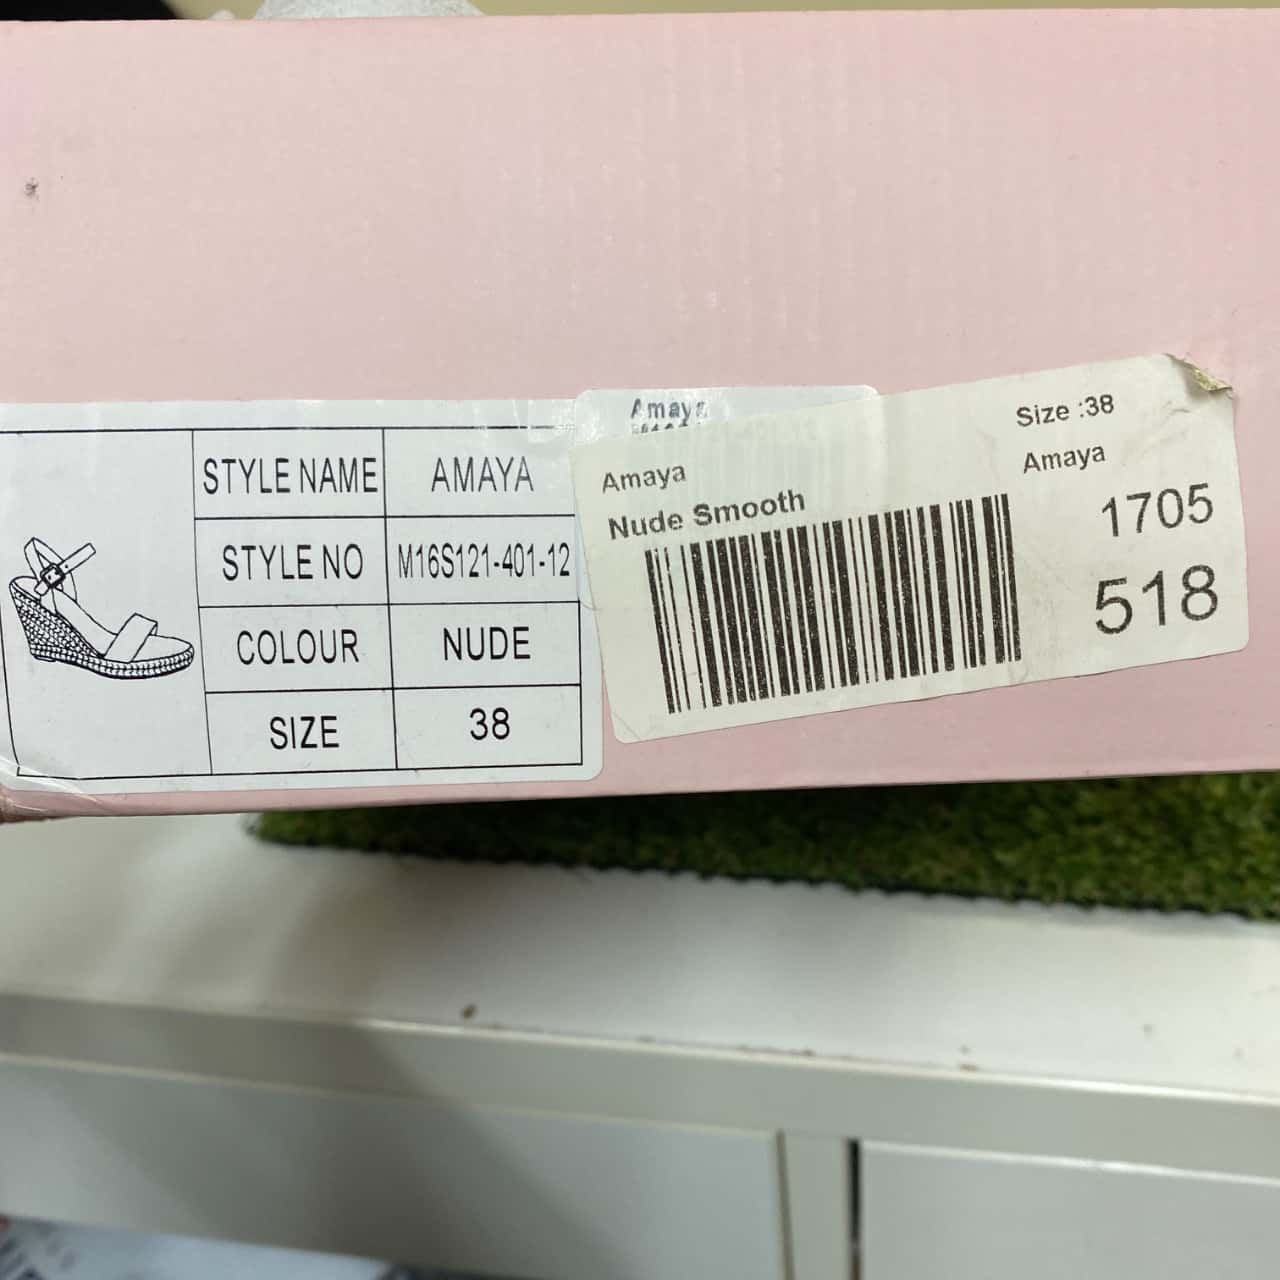 STYLE NAME AMAYA
STYLE NO M16S121-401-12
COLOUR NUDE
SIZE 38
Amaya
Size :38
Amaya
Amaya
Nude Smooth
1705
518